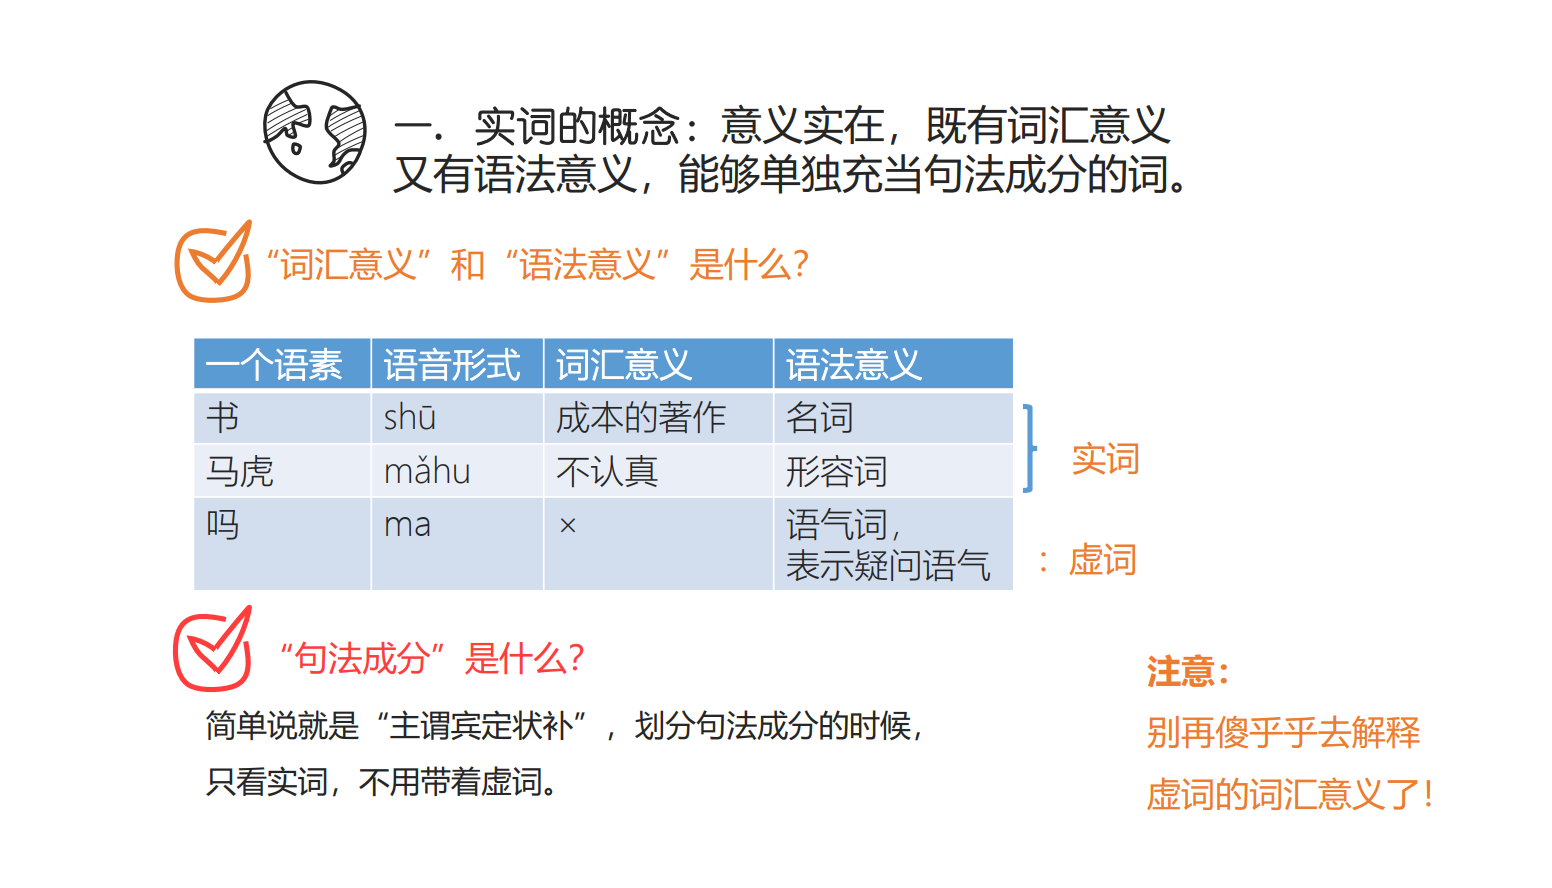 一．实词的概念：意义实在，既有词汇意义
又有语法意义，能够单独充当句法成分的词。
“词汇意义”和“语法意义”是什么？
一个语素 语音形式 词汇意义 语法意义
书 shū 成本的著作 名词
马虎 mǎhu 不认真 形容词
实词
吗 ma × 语气词，
表示疑问语气
：虚词
“句法成分”是什么？
简单说就是“主谓宾定状补”，划分句法成分的时候，
只看实词，不用带着虚词。
注意：
别再傻乎乎去解释
虚词的词汇意义了！